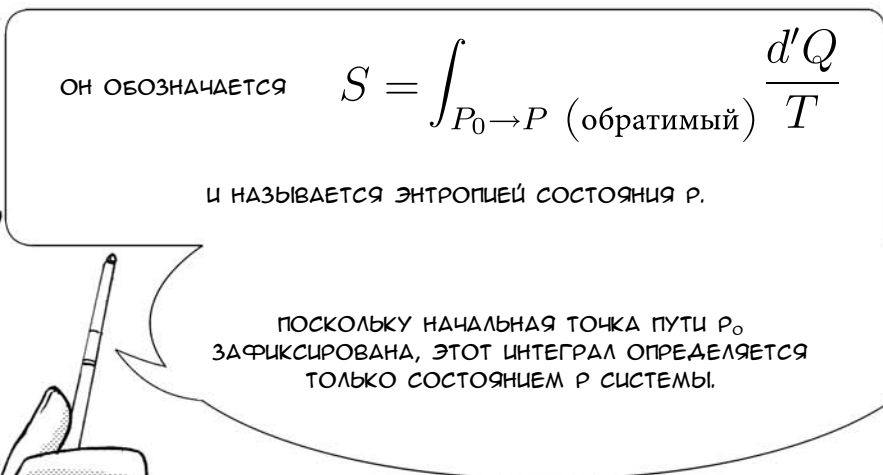 ОН ОБОЗНАЧАЕТСЯ S = ∫_{P₀→P (обратимый)} d′Q/T
И НАЗЫВАЕТСЯ ЭНТРОПИЕЙ СОСТОЯНИЯ P.
ПОСКОЛЬКУ НАЧАЛЬНАЯ ТОЧКА ПУТИ P₀
ЗАФИКСИРОВАНА, ЭТОТ ИНТЕГРАЛ ОПРЕДЕЛЯЕТСЯ
ТОЛЬКО СОСТОЯНИЕМ P СИСТЕМЫ.